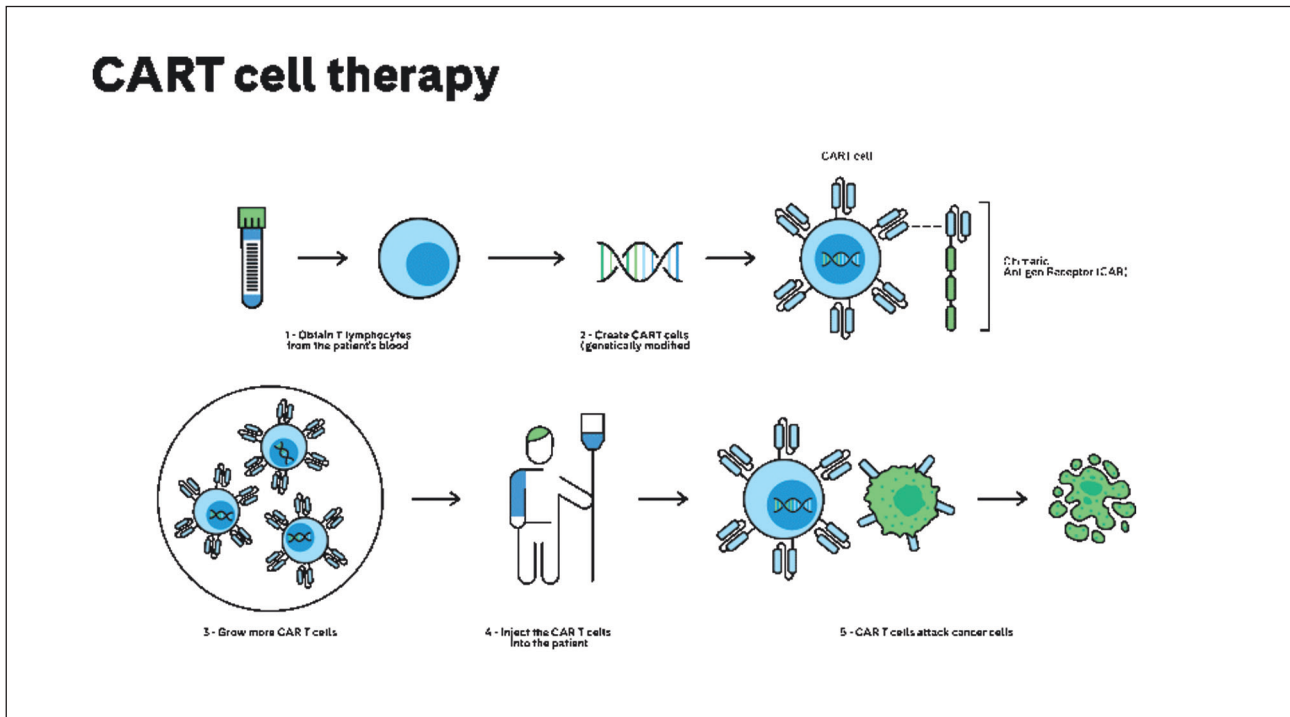 CART cell therapy
CART cell
Chimeric
Antigen Receptor (CAR)
1 - Obtain T lymphocytes
from the patient's blood
2 - Create CART cells
(genetically modified
3 - Grow more CAR T cells
4 - Inject the CAR T cells
into the patient
5 - CAR T cells attack cancer cells